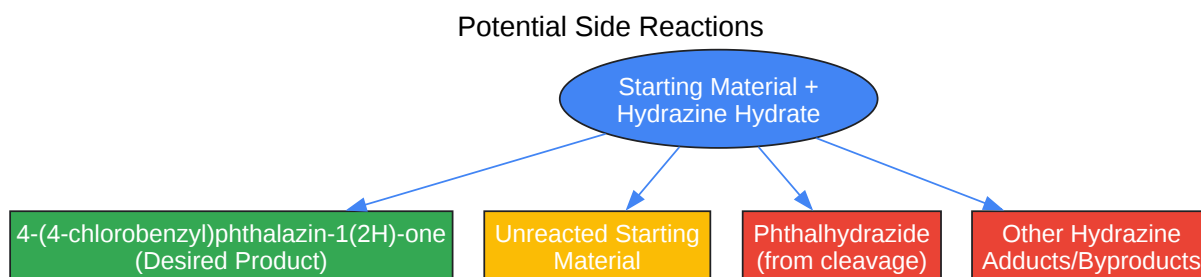 Potential Side Reactions
Starting Material +
Hydrazine Hydrate
4-(4-chlorobenzyl)phthalazin-1(2H)-one
(Desired Product)
Unreacted Starting
Material
Phthalhydrazide
(from cleavage)
Other Hydrazine
Adducts/Byproducts